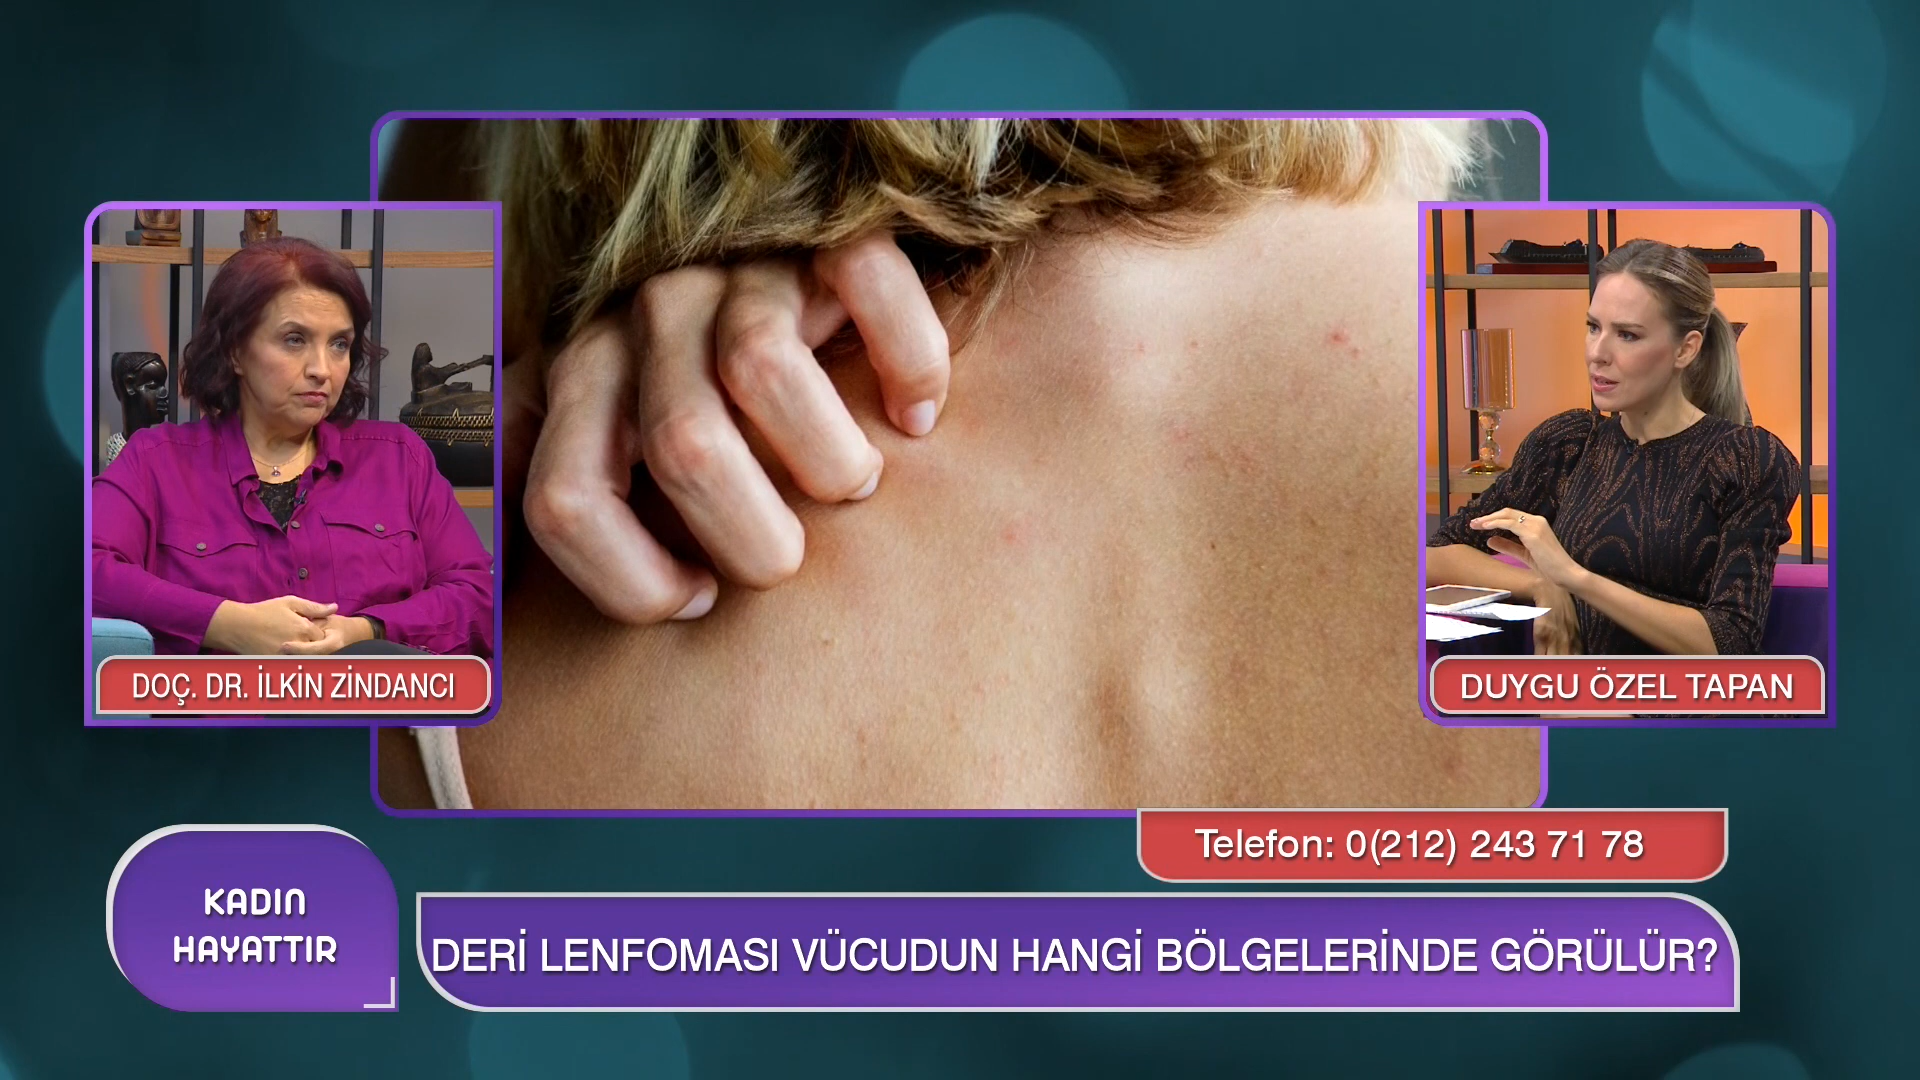 DOÇ. DR. İLKİN ZİNDANCI
DUYGU ÖZEL TAPAN
Telefon: 0(212) 243 71 78
KADIN
HAYATTIR
DERİ LENFOMASI VÜCUDUN HANGİ BÖLGELERİNDE GÖRÜLÜR?